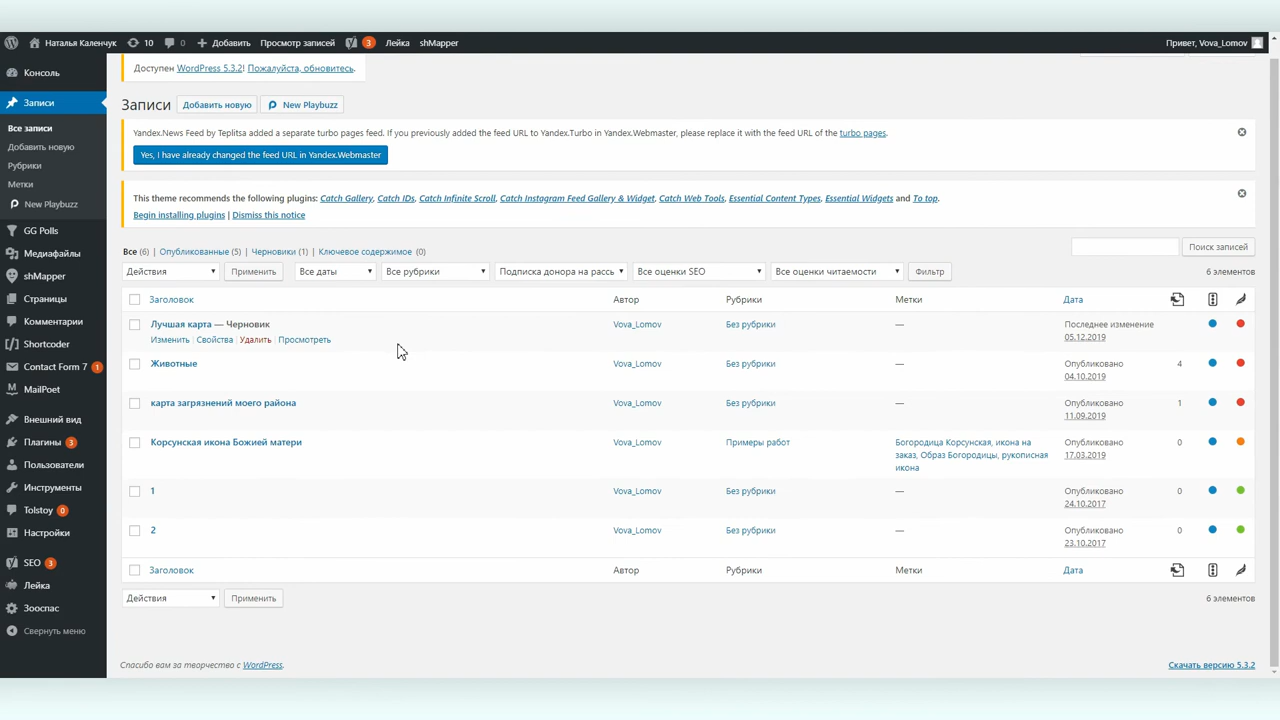 Наталья Каленчук 10 0 Добавить Просмотр записей 3 Лейка shMapper Привет, Vova_Lomov
Консоль
Записи
Все записи
Добавить новую
Рубрики
Метки
New Playbuzz
GG Polls
Медиафайлы
shMapper
Страницы
Комментарии
Shortcoder
Contact Form 7 1
MailPoet
Внешний вид
Плагины 3
Пользователи
Инструменты
Tolstoy 0
Настройки
SEO 3
Лейка
Зооспас
Свернуть меню
Доступен WordPress 5.3.2! Пожалуйста, обновитесь.
Записи Добавить новую New Playbuzz
Yandex.News Feed by Teplitsa added a separate turbo pages feed. If you previously added the feed URL to Yandex.Turbo in Yandex.Webmaster, please replace it with the feed URL of the turbo pages.
Yes, I have already changed the feed URL in Yandex.Webmaster
This theme recommends the following plugins: Catch Gallery, Catch IDs, Catch Infinite Scroll, Catch Instagram Feed Gallery & Widget, Catch Web Tools, Essential Content Types, Essential Widgets and To top.
Begin installing plugins | Dismiss this notice
Все (6) | Опубликованные (5) | Черновики (1) | Ключевое содержимое (0) Поиск записей
Действия Применить Все даты Все рубрики Подписка донора на рассь Все оценки SEO Все оценки читаемости Фильтр 6 элементов
Заголовок Автор Рубрики Метки Дата
Лучшая карта — Черновик Vova_Lomov Без рубрики — Последнее изменение
Изменить | Свойства | Удалить | Просмотреть 05.12.2019
Животные Vova_Lomov Без рубрики — Опубликовано 4
04.10.2019
карта загрязнений моего района Vova_Lomov Без рубрики — Опубликовано 1
11.09.2019
Корсунская икона Божией матери Vova_Lomov Примеры работ Богородица Корсунская, икона на Опубликовано 0
заказ, Образ Богородицы, рукописная 17.03.2019
икона
1 Vova_Lomov Без рубрики — Опубликовано 0
24.10.2017
2 Vova_Lomov Без рубрики — Опубликовано 0
23.10.2017
Заголовок Автор Рубрики Метки Дата
Действия Применить 6 элементов
Спасибо вам за творчество с WordPress. Скачать версию 5.3.2